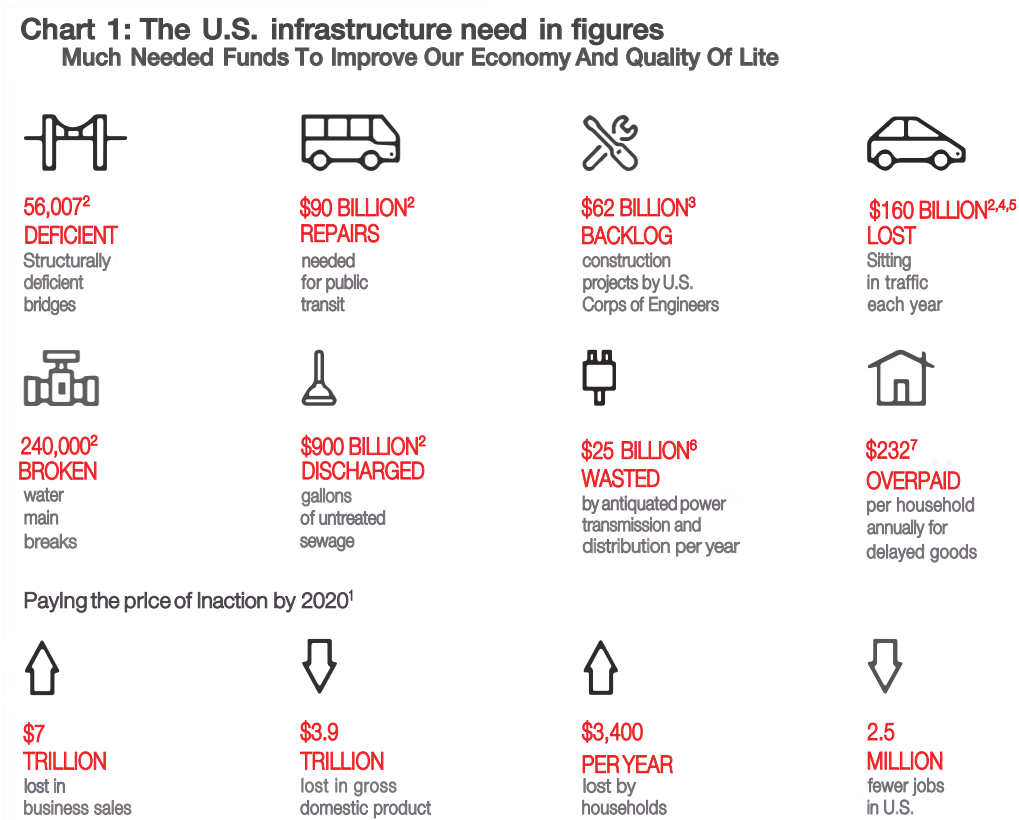 Chart 1: The U.S. infrastructure need in figures
Much Needed Funds To Improve Our Economy And Quality Of Lite
56,007²
DEFICIENT
Structurally
deficient
bridges
$90 BILLION²
REPAIRS
needed
for public
transit
$62 BILLION³
BACKLOG
construction
projects by U.S.
Corps of Engineers
$160 BILLION²,⁴,⁵
LOST
Sitting
in traffic
each year
240,000²
BROKEN
water
main
breaks
$900 BILLION²
DISCHARGED
gallons
of untreated
sewage
$25 BILLION⁶
WASTED
by antiquated power
transmission and
distribution per year
$232⁷
OVERPAID
per household
annually for
delayed goods
PayIng the prIce of Inaction by 2020¹
$7
TRILLION
lost in
business sales
$3.9
TRILLION
lost in gross
domestic product
$3,400
PER YEAR
lost by
households
2.5
MILLION
fewer jobs
in U.S.